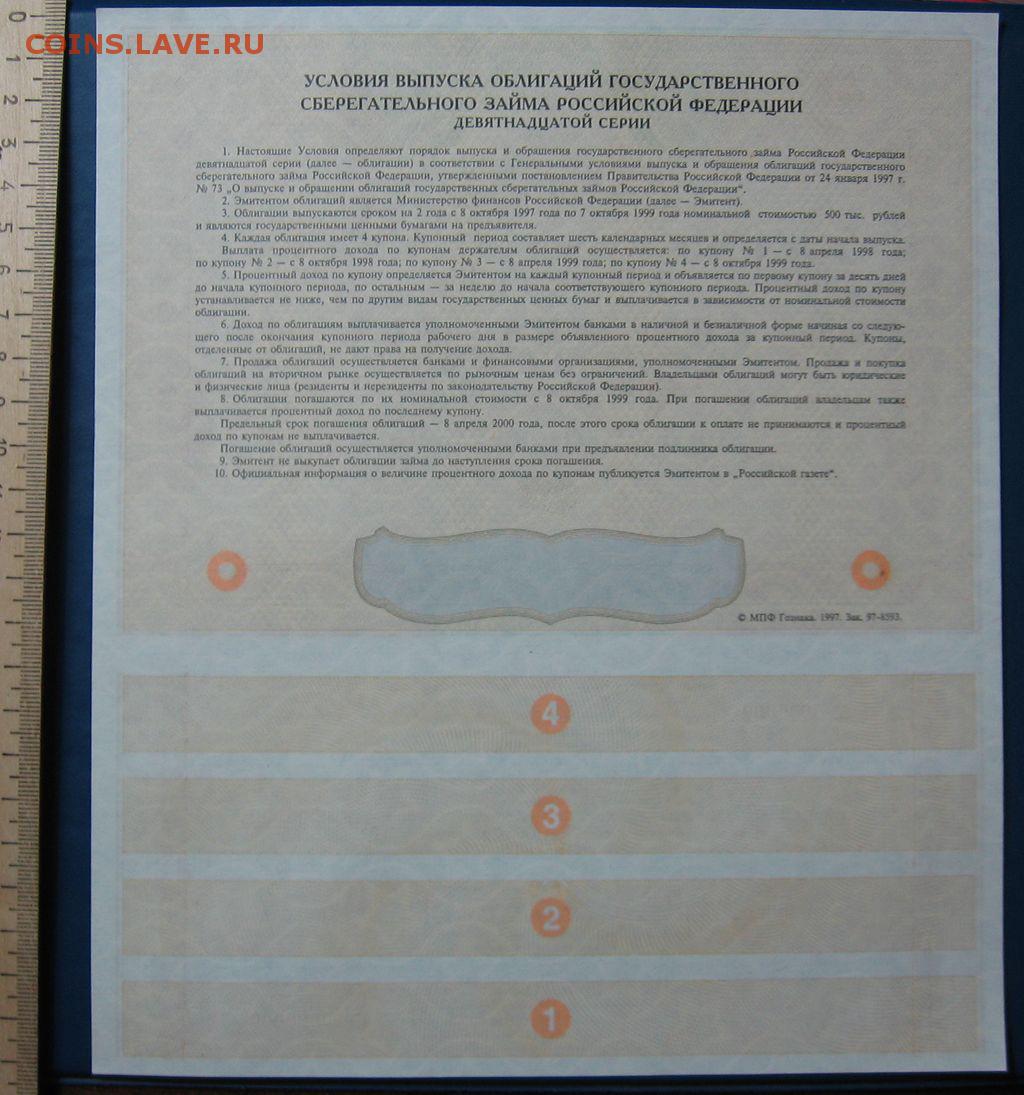 COINS.LAVE.RU
УСЛОВИЯ ВЫПУСКА ОБЛИГАЦИЙ ГОСУДАРСТВЕННОГО
СБЕРЕГАТЕЛЬНОГО ЗАЙМА РОССИЙСКОЙ ФЕДЕРАЦИИ
ДЕВЯТНАДЦАТОЙ СЕРИИ
1. Настоящие Условия определяют порядок выпуска и обращения государственного сберегательного займа Российской Федерации
девятнадцатой серии (далее — облигации) в соответствии с Генеральными условиями выпуска и обращения облигаций государственного
сберегательного займа Российской Федерации, утвержденными постановлением Правительства Российской Федерации от 24 января 1997 г.
№ 73 „О выпуске и обращении облигаций государственных сберегательных займов Российской Федерации“.
2. Эмитентом облигаций является Министерство финансов Российской Федерации (далее — Эмитент).
3. Облигации выпускаются сроком на 2 года с 8 октября 1997 года по 7 октября 1999 года номинальной стоимостью 500 тыс. рублей
и являются государственными ценными бумагами на предъявителя.
4. Каждая облигация имеет 4 купона. Купонный период составляет шесть календарных месяцев и определяется с даты начала выпуска.
Выплата процентного дохода по купонам держателям облигаций осуществляется: по купону № 1 — с 8 апреля 1998 года;
по купону № 2 — с 8 октября 1998 года; по купону № 3 — с 8 апреля 1999 года; по купону № 4 — с 8 октября 1999 года.
5. Процентный доход по купону определяется Эмитентом на каждый купонный период и объявляется по первому купону за десять дней
до начала купонного периода, по остальным — за неделю до начала соответствующего купонного периода. Процентный доход по купону
устанавливается не ниже, чем по другим видам государственных ценных бумаг и выплачивается в зависимости от номинальной стоимости
облигации.
6. Доход по облигациям выплачивается уполномоченными Эмитентом банками в наличной и безналичной форме начиная со следую-
щего после окончания купонного периода рабочего дня в размере объявленного процентного дохода за купонный период. Купоны,
отделенные от облигаций, не дают права на получение дохода.
7. Продажа облигаций осуществляется банками и финансовыми организациями, уполномоченными Эмитентом. Продажа и покупка
облигаций на вторичном рынке осуществляется по рыночным ценам без ограничений. Владельцами облигаций могут быть юридические
и физические лица (резиденты и нерезиденты по законодательству Российской Федерации).
8. Облигации погашаются по их номинальной стоимости с 8 октября 1999 года. При погашении облигаций владельцам также
выплачивается процентный доход по последнему купону.
Предельный срок погашения облигаций — 8 апреля 2000 года, после этого срока облигации к оплате не принимаются и процентный
доход по купонам не выплачивается.
Погашение облигаций осуществляется уполномоченными банками при предъявлении подлинника облигации.
9. Эмитент не выкупает облигации займа до наступления срока погашения.
10. Официальная информация о величине процентного дохода по купонам публикуется Эмитентом в „Российской газете“.
© МПФ Гознака. 1997. Зак. 97-8593.
4
3
2
1
0
1
2
3
4
5
6
7
8
9
10